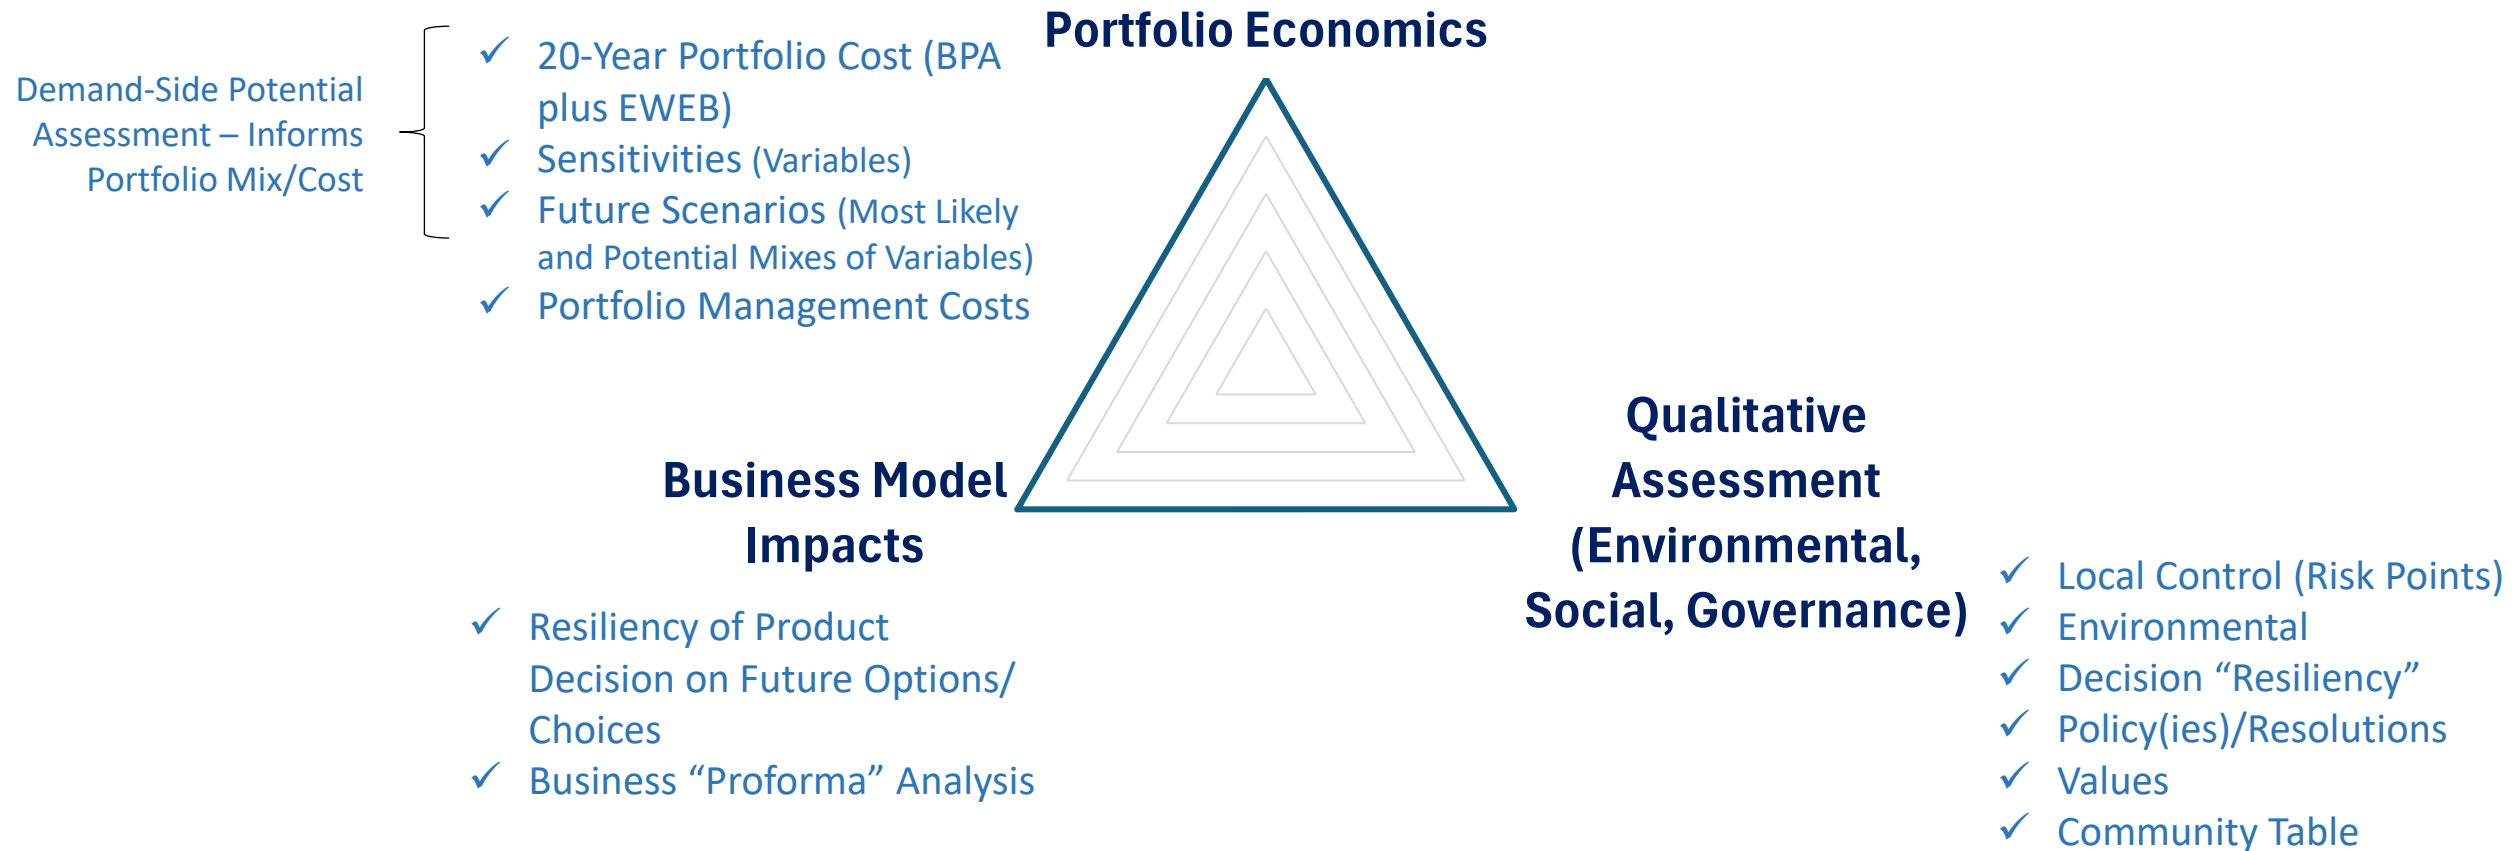 Portfolio Economics
Demand-Side Potential
Assessment – Informs
Portfolio Mix/Cost
✓ 20-Year Portfolio Cost (BPA
plus EWEB)
✓ Sensitivities (Variables)
✓ Future Scenarios (Most Likely
and Potential Mixes of Variables)
✓ Portfolio Management Costs
Business Model
Impacts
✓ Resiliency of Product
Decision on Future Options/
Choices
✓ Business “Proforma” Analysis
Qualitative
Assessment
(Environmental,
Social, Governance)
✓ Local Control (Risk Points)
✓ Environmental
✓ Decision “Resiliency”
✓ Policy(ies)/Resolutions
✓ Values
✓ Community Table